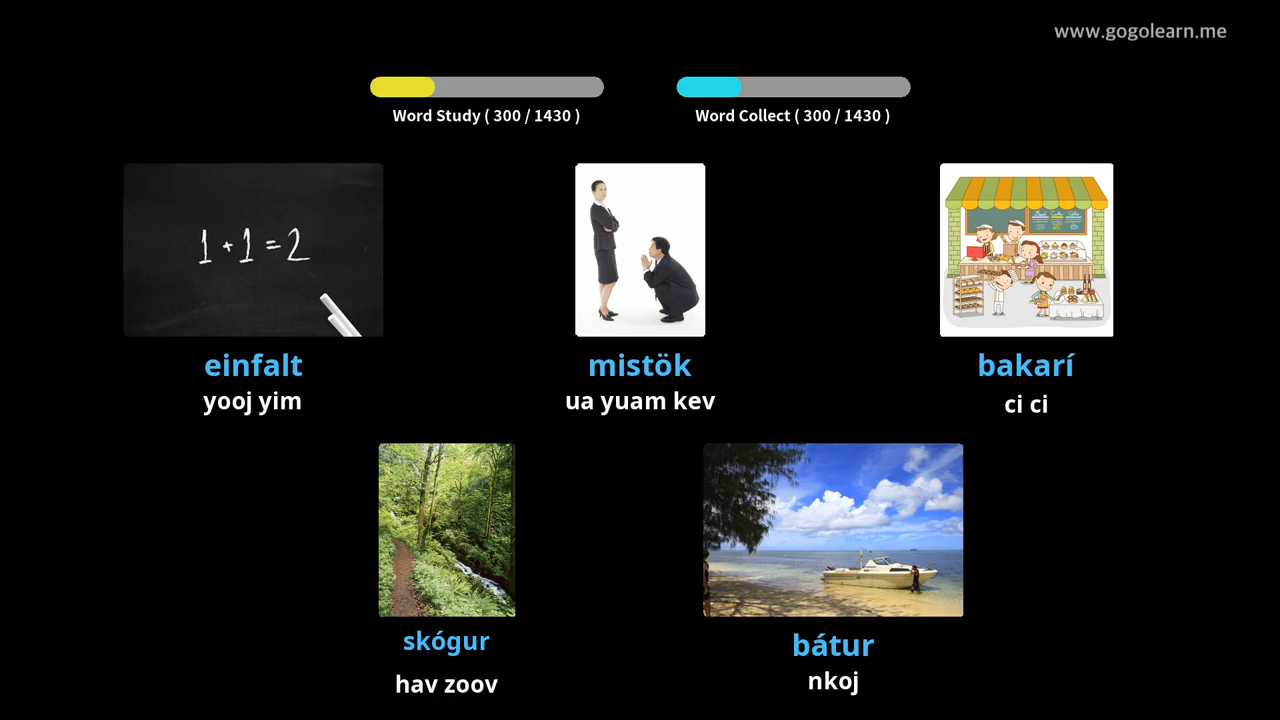 www.gogolearn.me
Word Study ( 300 / 1430 )
Word Collect ( 300 / 1430 )
1 + 1 = 2
einfalt
yooj yim
mistök
ua yuam kev
bakarí
ci ci
skógur
hav zoov
bátur
nkoj